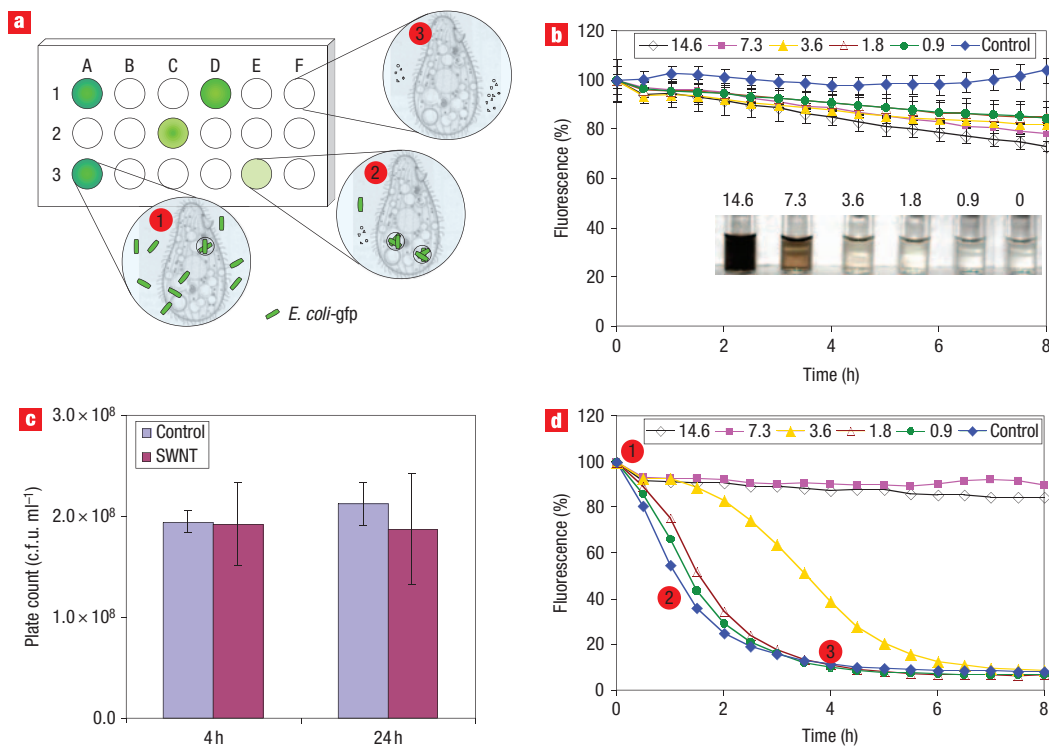 a
A B C D E F
1
2
3
3
2
1
E. coli-gfp
b
120
100
80
60
40
20
0
Fluorescence (%)
14.6 7.3 3.6 1.8 0.9 Control
14.6 7.3 3.6 1.8 0.9 0
0 2 4 6 8
Time (h)
c
3.0 × 10⁸
2.0 × 10⁸
1.0 × 10⁸
0.0
Plate count (c.f.u. ml⁻¹)
Control
SWNT
4 h 24 h
d
120
100
80
60
40
20
0
Fluorescence (%)
14.6 7.3 3.6 1.8 0.9 Control
1
2
3
0 2 4 6 8
Time (h)